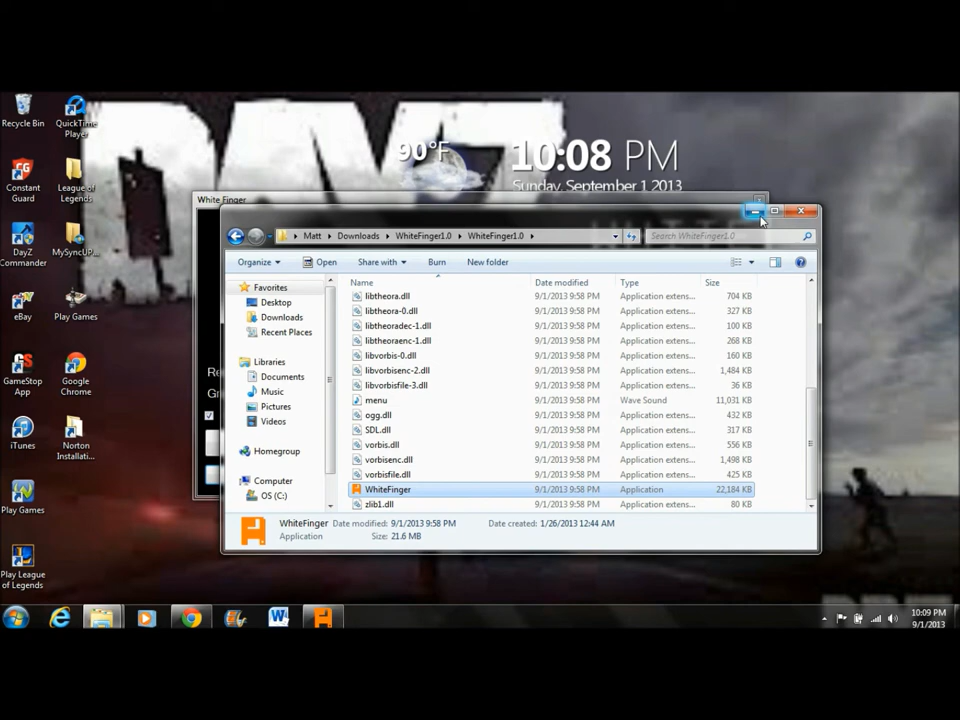 DAYZ
Recycle Bin
QuickTime Player
Constant Guard
League of Legends
DayZ Commander
MySyncUP...
eBay
Play Games
GameStop App
Google Chrome
iTunes
Norton Installati...
Play Games
Play League of Legends
90°F
10:08 PM
Sunday, September 1 2013
White Finger
Matt ▸ Downloads ▸ WhiteFinger1.0 ▸ WhiteFinger1.0 ▸
Search WhiteFinger1.0
Organize Open Share with Burn New folder
Favorites
Desktop
Downloads
Recent Places
Libraries
Documents
Music
Pictures
Videos
Homegroup
Computer
OS (C:)
Name Date modified Type Size
libtheora.dll 9/1/2013 9:58 PM Application extens... 704 KB
libtheora-0.dll 9/1/2013 9:58 PM Application extens... 327 KB
libtheoradec-1.dll 9/1/2013 9:58 PM Application extens... 100 KB
libtheoraenc-1.dll 9/1/2013 9:58 PM Application extens... 268 KB
libvorbis-0.dll 9/1/2013 9:58 PM Application extens... 160 KB
libvorbisenc-2.dll 9/1/2013 9:58 PM Application extens... 1,484 KB
libvorbisfile-3.dll 9/1/2013 9:58 PM Application extens... 36 KB
menu 9/1/2013 9:58 PM Wave Sound 11,031 KB
ogg.dll 9/1/2013 9:58 PM Application extens... 432 KB
SDL.dll 9/1/2013 9:58 PM Application extens... 317 KB
vorbis.dll 9/1/2013 9:58 PM Application extens... 556 KB
vorbisenc.dll 9/1/2013 9:58 PM Application extens... 1,498 KB
vorbisfile.dll 9/1/2013 9:58 PM Application extens... 425 KB
WhiteFinger 9/1/2013 9:58 PM Application 22,184 KB
zlib1.dll 9/1/2013 9:58 PM Application extens... 80 KB
WhiteFinger Date modified: 9/1/2013 9:58 PM Date created: 1/26/2013 12:44 AM
Application Size: 21.6 MB
10:09 PM
9/1/2013